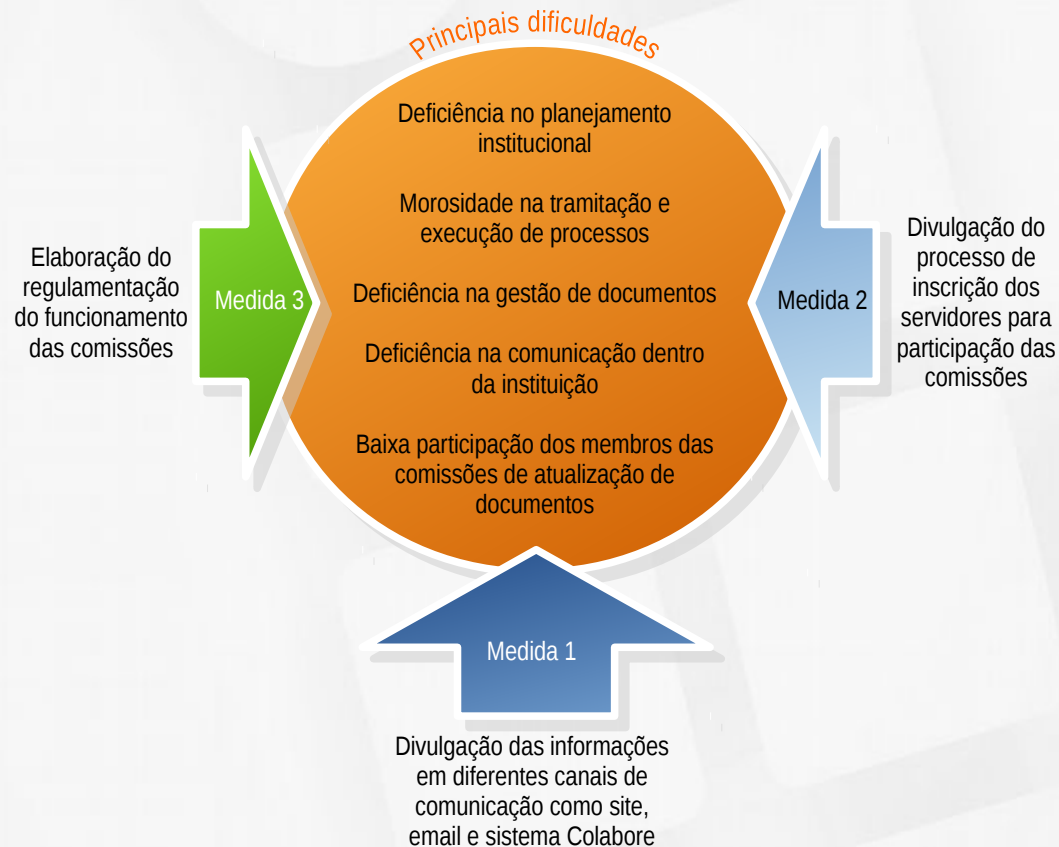 Principais dificuldades
Deficiência no planejamento
institucional
Morosidade na tramitação e
execução de processos
Deficiência na gestão de documentos
Deficiência na comunicação dentro
da instituição
Baixa participação dos membros das
comissões de atualização de
documentos
Elaboração do
regulamentação
do funcionamento
das comissões
Medida 3
Medida 2
Divulgação do
processo de
inscrição dos
servidores para
participação das
comissões
Medida 1
Divulgação das informações
em diferentes canais de
comunicação como site,
email e sistema Colabore